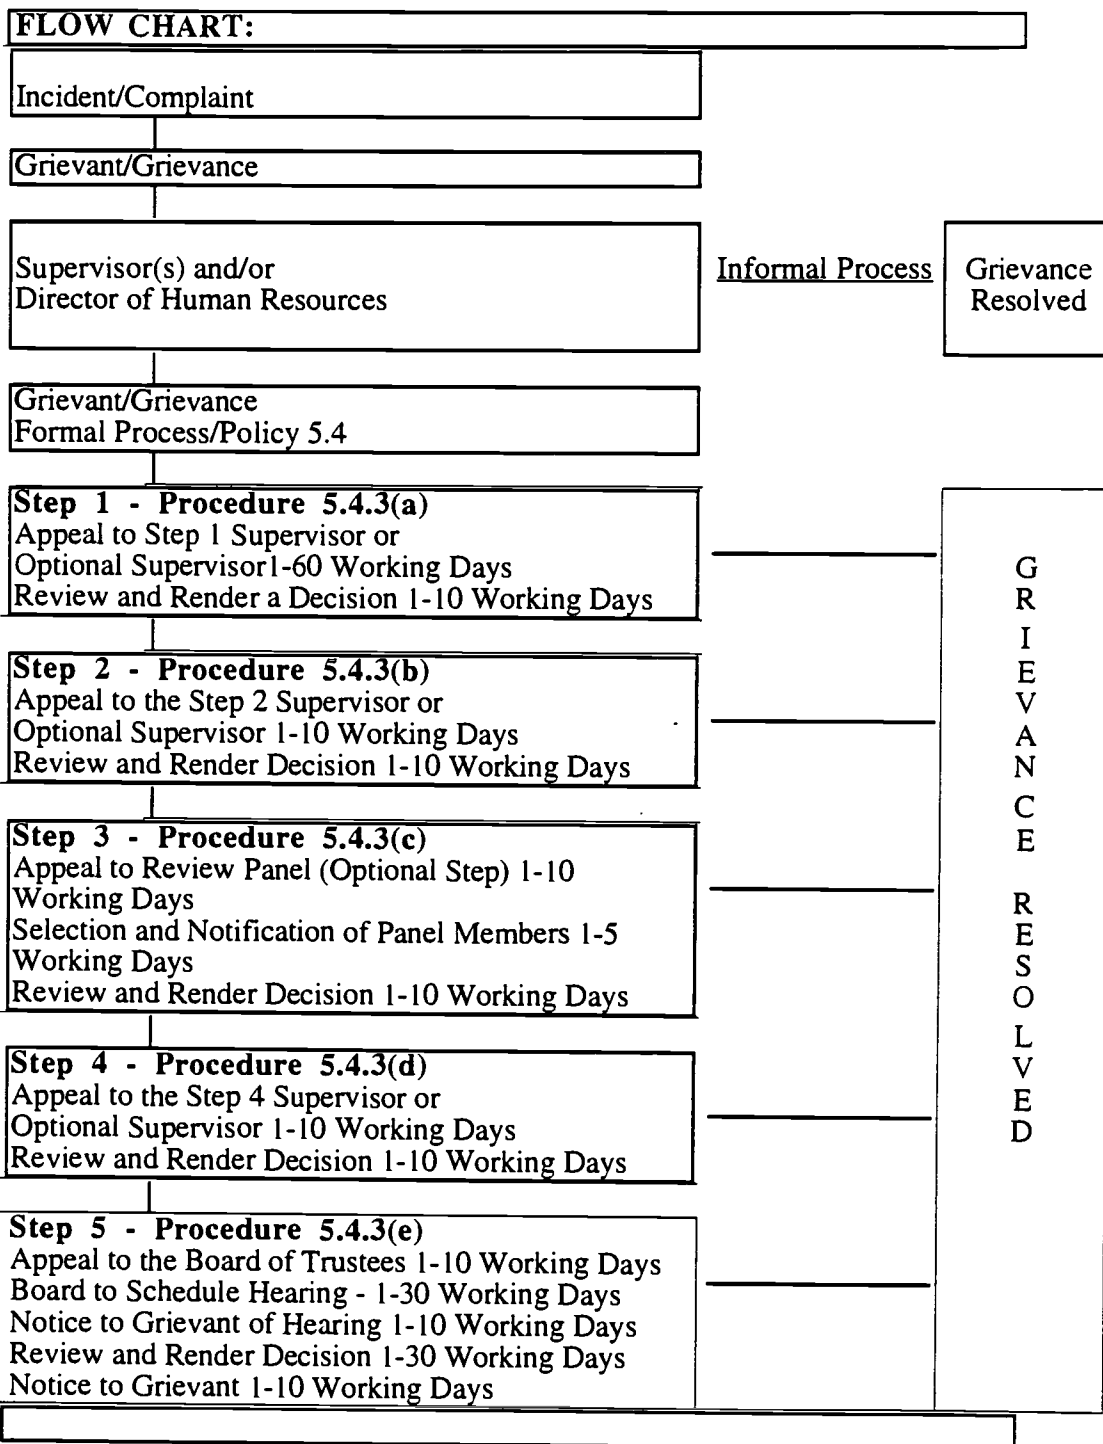 FLOW CHART:
Incident/Complaint
Grievant/Grievance
Supervisor(s) and/or
Director of Human Resources
Informal Process
Grievance
Resolved
Grievant/Grievance
Formal Process/Policy 5.4
Step 1 - Procedure 5.4.3(a)
Appeal to Step 1 Supervisor or
Optional Supervisor1-60 Working Days
Review and Render a Decision 1-10 Working Days
Step 2 - Procedure 5.4.3(b)
Appeal to the Step 2 Supervisor or
Optional Supervisor 1-10 Working Days
Review and Render Decision 1-10 Working Days
Step 3 - Procedure 5.4.3(c)
Appeal to Review Panel (Optional Step) 1-10
Working Days
Selection and Notification of Panel Members 1-5
Working Days
Review and Render Decision 1-10 Working Days
Step 4 - Procedure 5.4.3(d)
Appeal to the Step 4 Supervisor or
Optional Supervisor 1-10 Working Days
Review and Render Decision 1-10 Working Days
Step 5 - Procedure 5.4.3(e)
Appeal to the Board of Trustees 1-10 Working Days
Board to Schedule Hearing - 1-30 Working Days
Notice to Grievant of Hearing 1-10 Working Days
Review and Render Decision 1-30 Working Days
Notice to Grievant 1-10 Working Days
GRIEVANCE RESOLVED